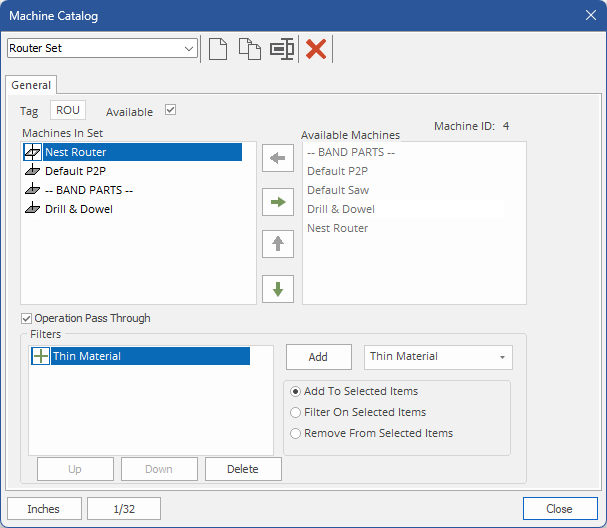 Machine Catalog
Router Set
General
Tag ROU Available
Machine ID: 4
Machines In Set
Available Machines
Nest Router
Default P2P
-- BAND PARTS --
Drill & Dowel
-- BAND PARTS --
Default P2P
Default Saw
Drill & Dowel
Nest Router
Operation Pass Through
Filters
Thin Material
Add
Thin Material
Add To Selected Items
Filter On Selected Items
Remove From Selected Items
Up
Down
Delete
Inches
1/32
Close